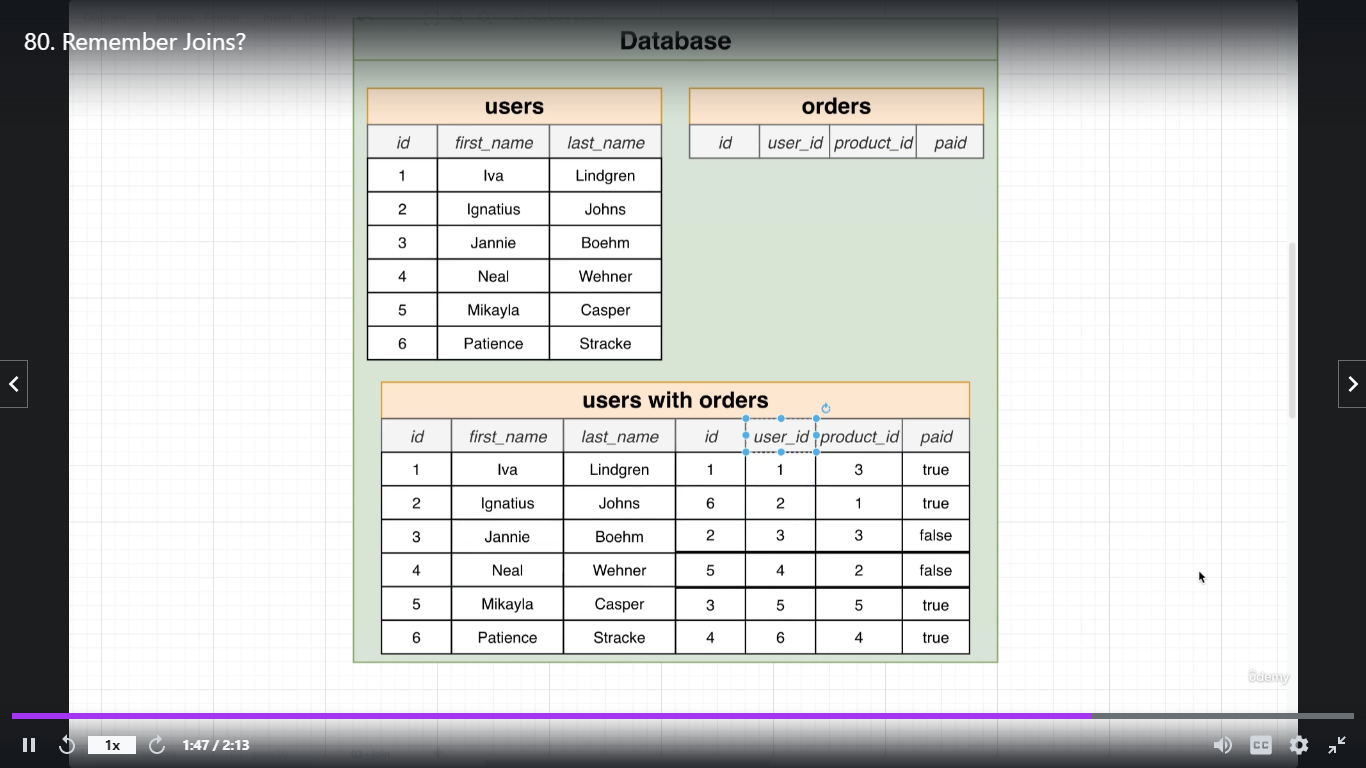 80. Remember Joins?
Database
users
id first_name last_name
1 Iva Lindgren
2 Ignatius Johns
3 Jannie Boehm
4 Neal Wehner
5 Mikayla Casper
6 Patience Stracke
orders
id user_id product_id paid
users with orders
id first_name last_name id user_id product_id paid
1 Iva Lindgren 1 1 3 true
2 Ignatius Johns 6 2 1 true
3 Jannie Boehm 2 3 3 false
4 Neal Wehner 5 4 2 false
5 Mikayla Casper 3 5 5 true
6 Patience Stracke 4 6 4 true
ûdemy
1x 1:47 / 2:13 CC